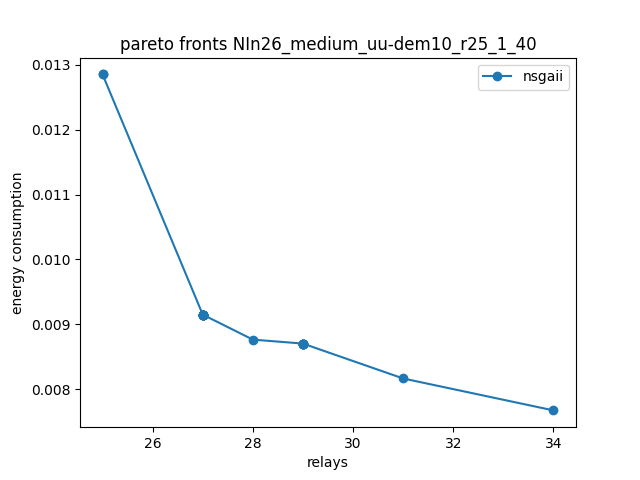 pareto fronts NIn26_medium_uu-dem10_r25_1_40
nsgaii
0.013
0.012
0.011
0.010
0.009
0.008
energy consumption
26 28 30 32 34
relays